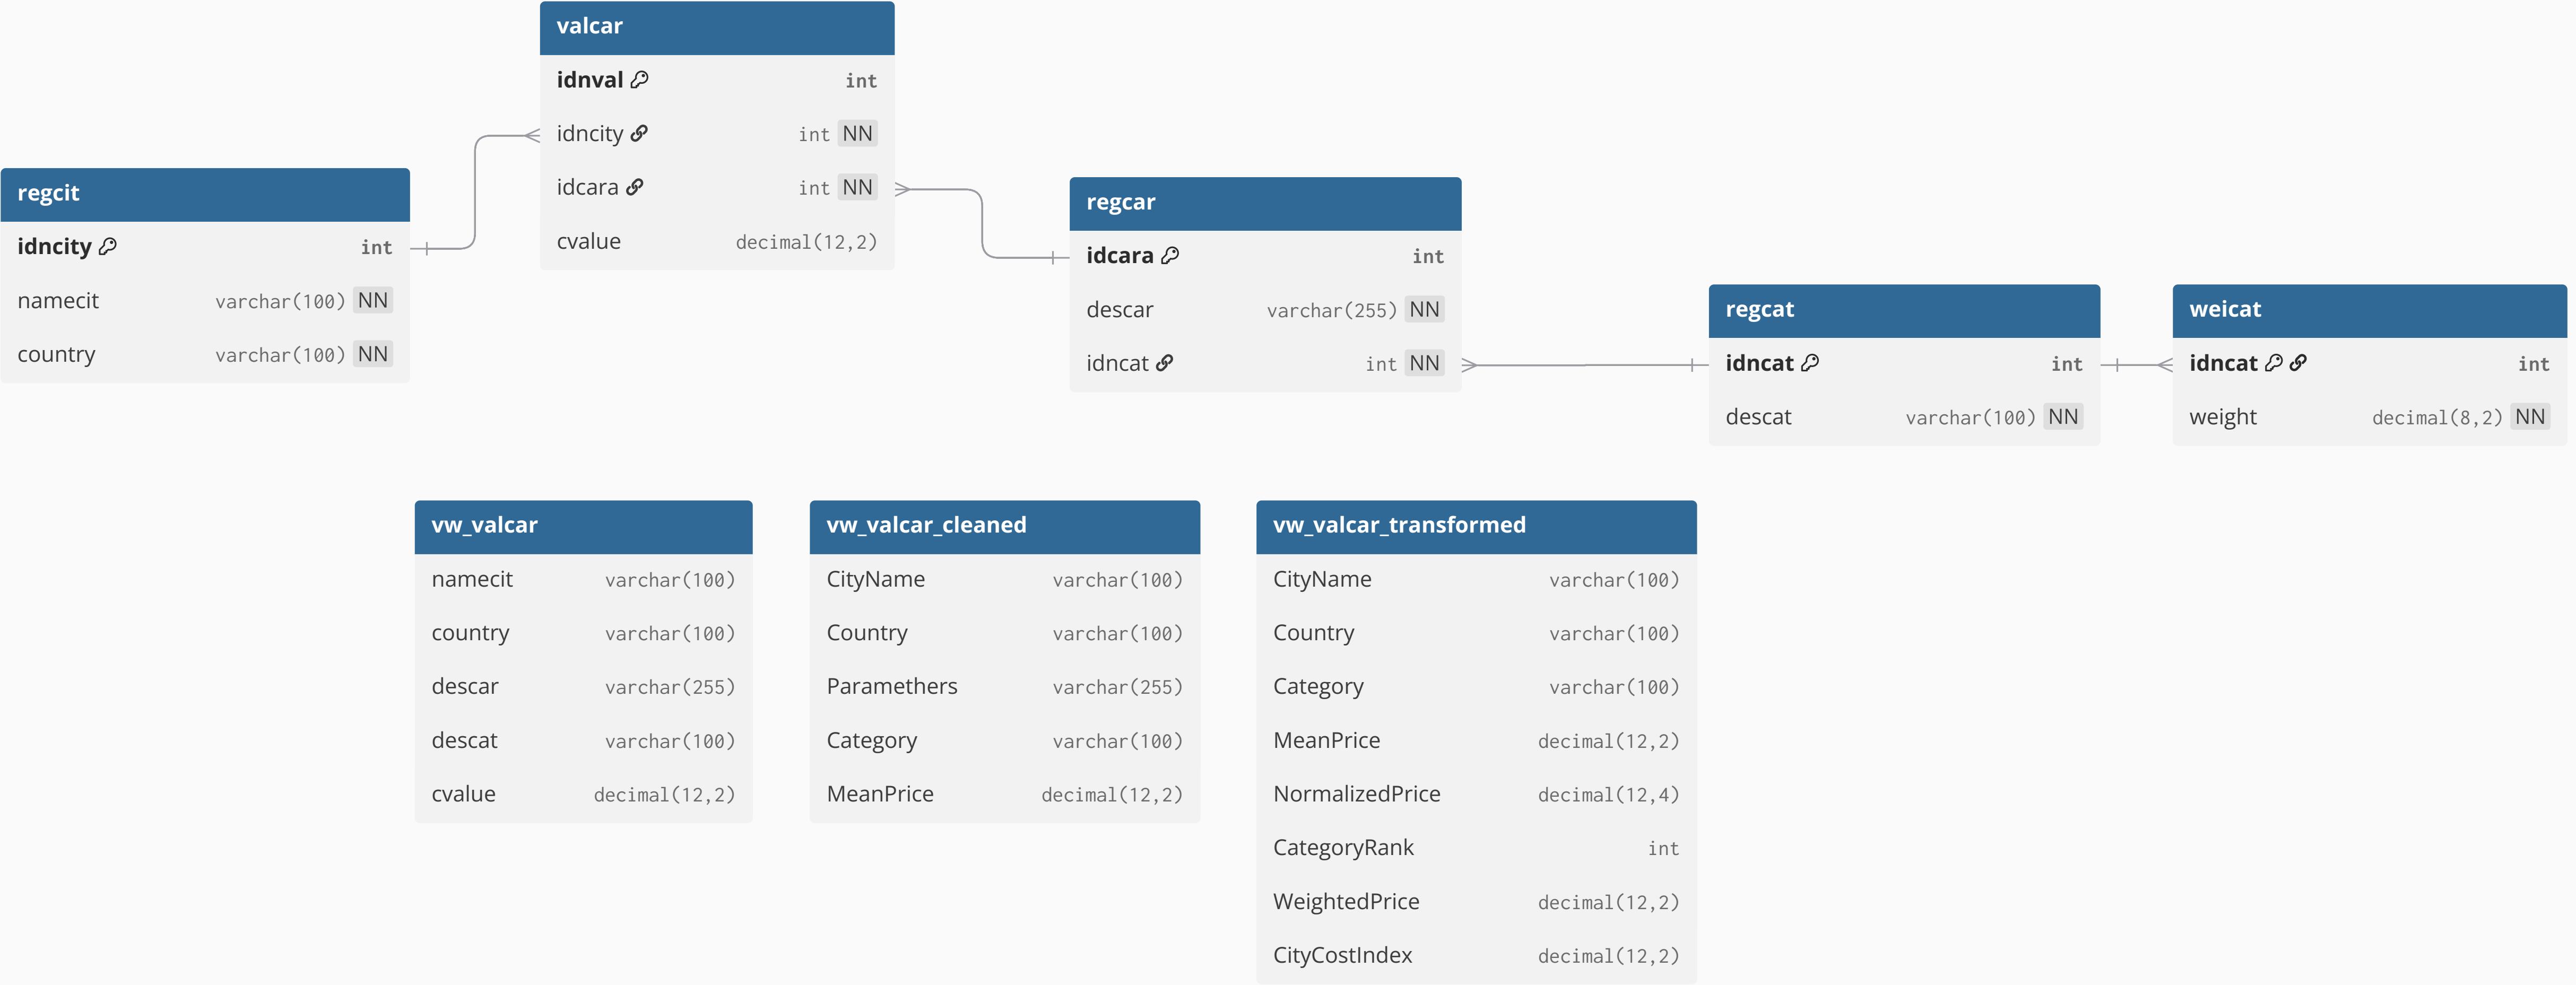 valcar
idnval int
idncity int NN
idcara int NN
cvalue decimal(12,2)
regcit
idncity int
namecit varchar(100) NN
country varchar(100) NN
regcar
idcara int
descar varchar(255) NN
idncat int NN
regcat
idncat int
descat varchar(100) NN
weicat
idncat int
weight decimal(8,2) NN
vw_valcar
namecit varchar(100)
country varchar(100)
descar varchar(255)
descat varchar(100)
cvalue decimal(12,2)
vw_valcar_cleaned
CityName varchar(100)
Country varchar(100)
Paramethers varchar(255)
Category varchar(100)
MeanPrice decimal(12,2)
vw_valcar_transformed
CityName varchar(100)
Country varchar(100)
Category varchar(100)
MeanPrice decimal(12,2)
NormalizedPrice decimal(12,4)
CategoryRank int
WeightedPrice decimal(12,2)
CityCostIndex decimal(12,2)